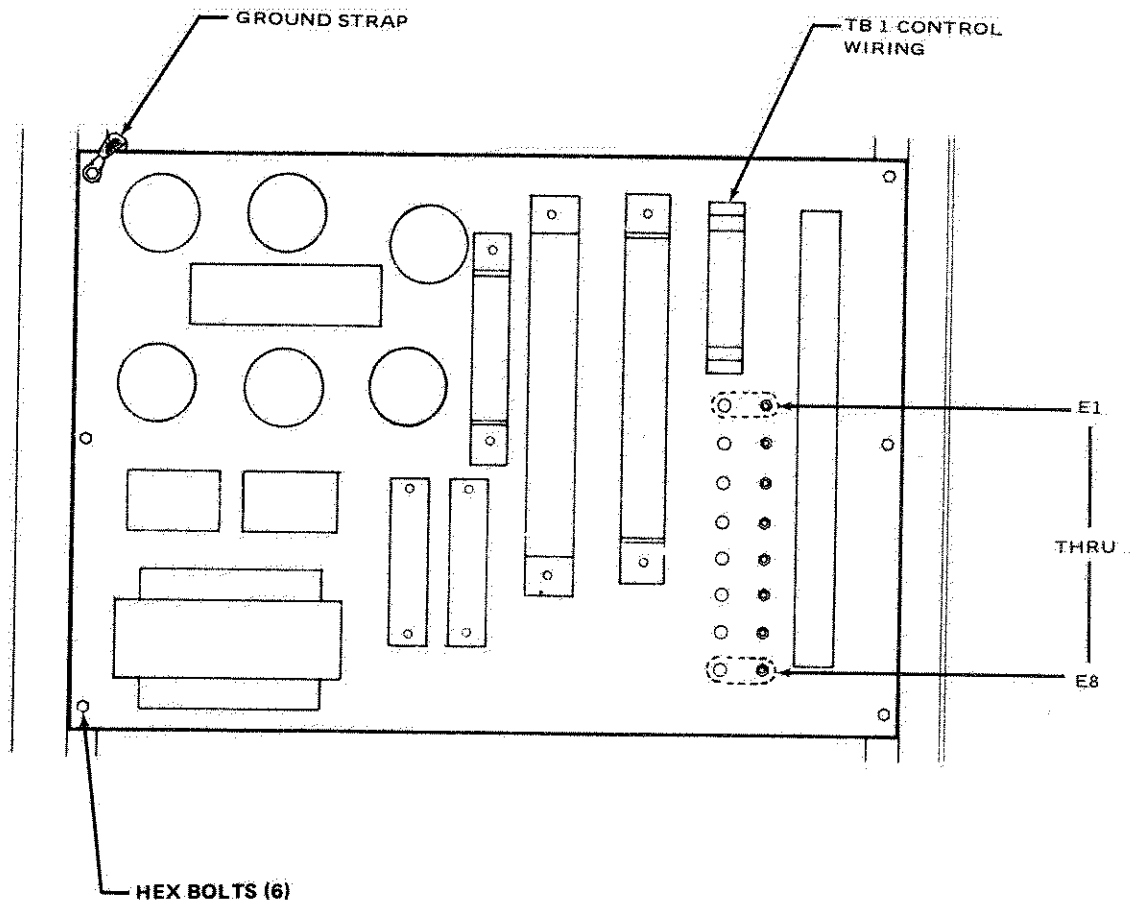 GROUND STRAP
TB 1 CONTROL
WIRING
E1
THRU
E8
HEX BOLTS (6)